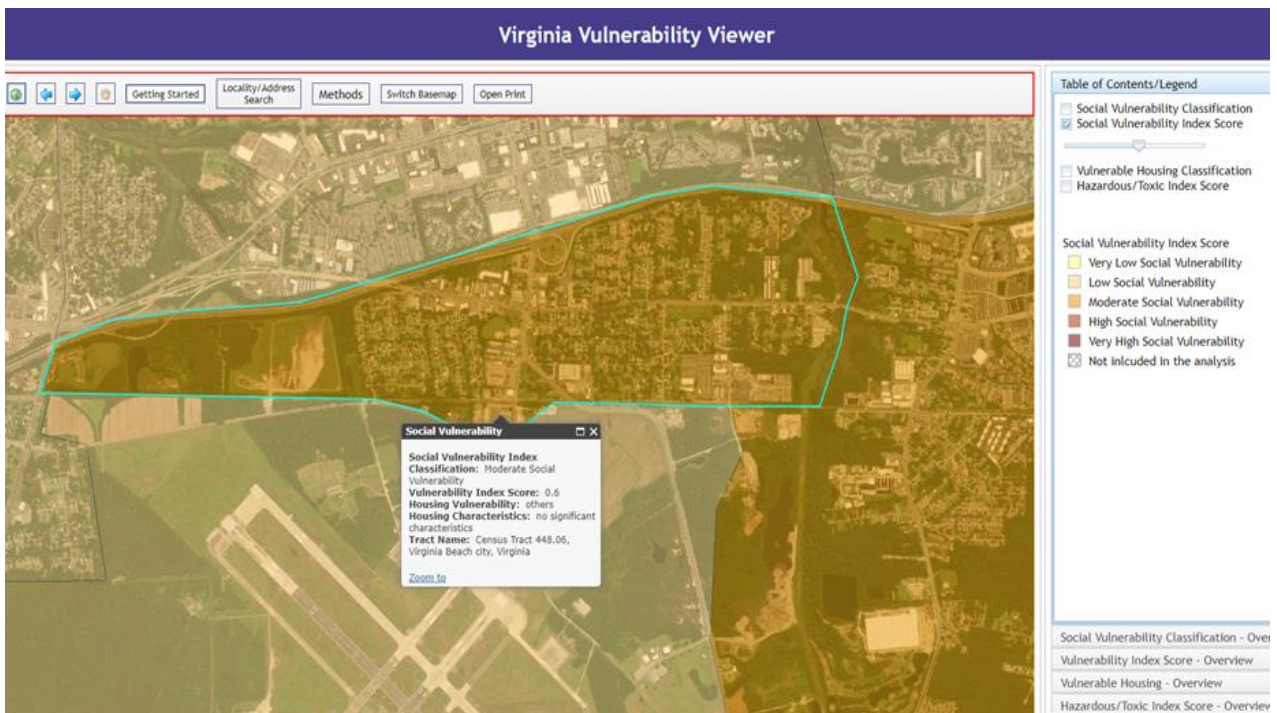 Virginia Vulnerability Viewer
Getting Started
Locality/Address
Search
Methods
Switch Basemap
Open Print
Table of Contents/Legend
Social Vulnerability Classification
Social Vulnerability Index Score
Vulnerable Housing Classification
Hazardous/Toxic Index Score
Social Vulnerability Index Score
Very Low Social Vulnerability
Low Social Vulnerability
Moderate Social Vulnerability
High Social Vulnerability
Very High Social Vulnerability
Not inlcuded in the analysis
Social Vulnerability
Social Vulnerability Index
Classification: Moderate Social
Vulnerability
Vulnerability Index Score: 0.6
Housing Vulnerability: others
Housing Characteristics: no significant
characteristics
Tract Name: Census Tract 448.06,
Virginia Beach city, Virginia
Zoom to
Social Vulnerability Classification - Over
Vulnerability Index Score - Overview
Vulnerable Housing - Overview
Hazardous/Toxic Index Score - Overview